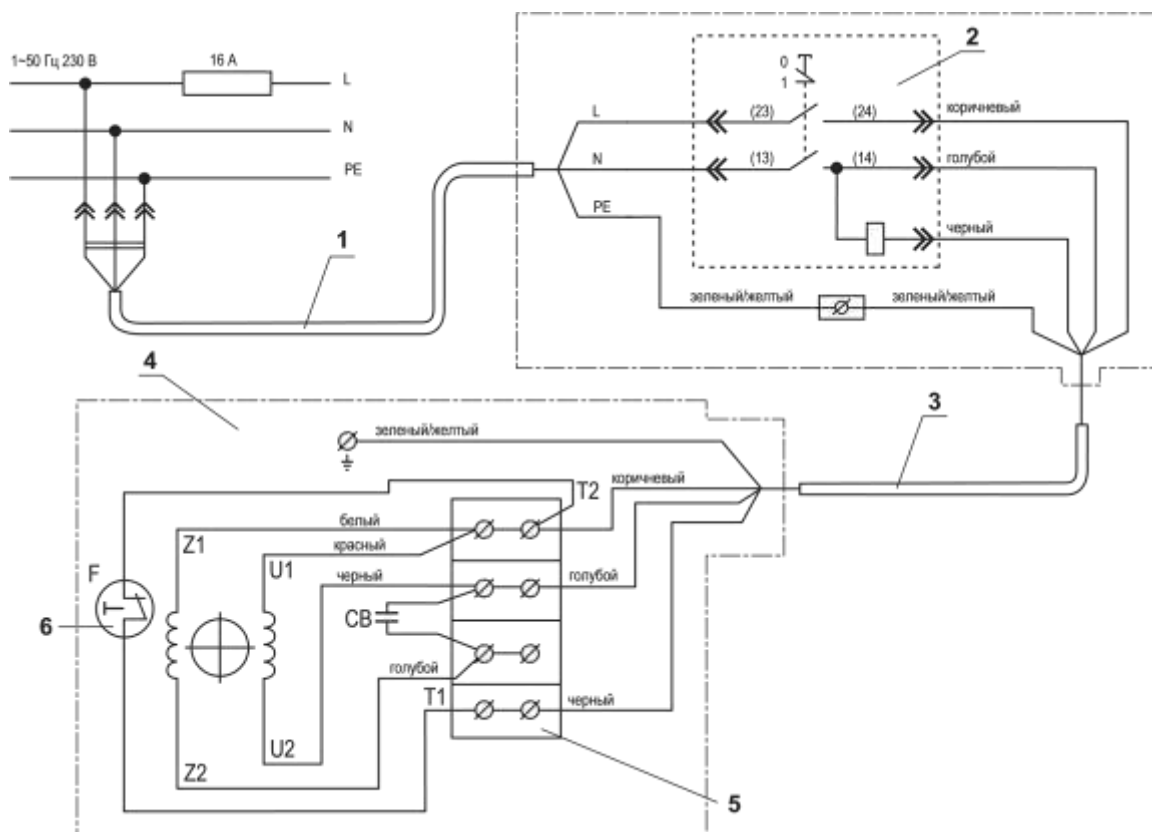 1~50 Гц 230 В
16 А
L
N
PE
1
2
0
1
L
(23)
(24)
коричневый
N
(13)
(14)
голубой
PE
черный
зеленый/желтый
зеленый/желтый
3
4
зеленый/желтый
T2
коричневый
белый
Z1
красный
U1
F
черный
голубой
6
CB
голубой
T1
черный
U2
Z2
5